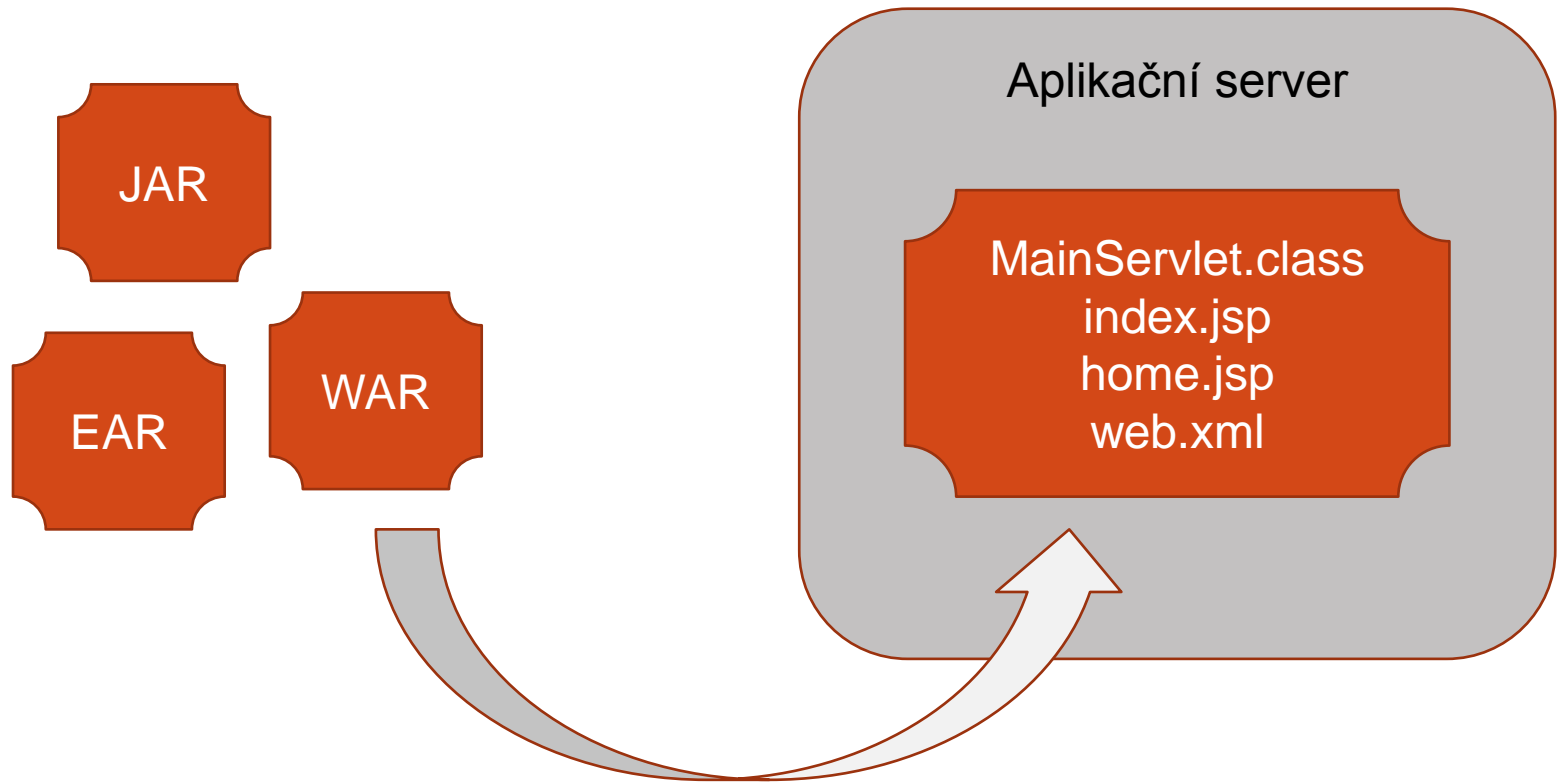 JAR
EAR
WAR
Aplikační server
MainServlet.class
index.jsp
home.jsp
web.xml